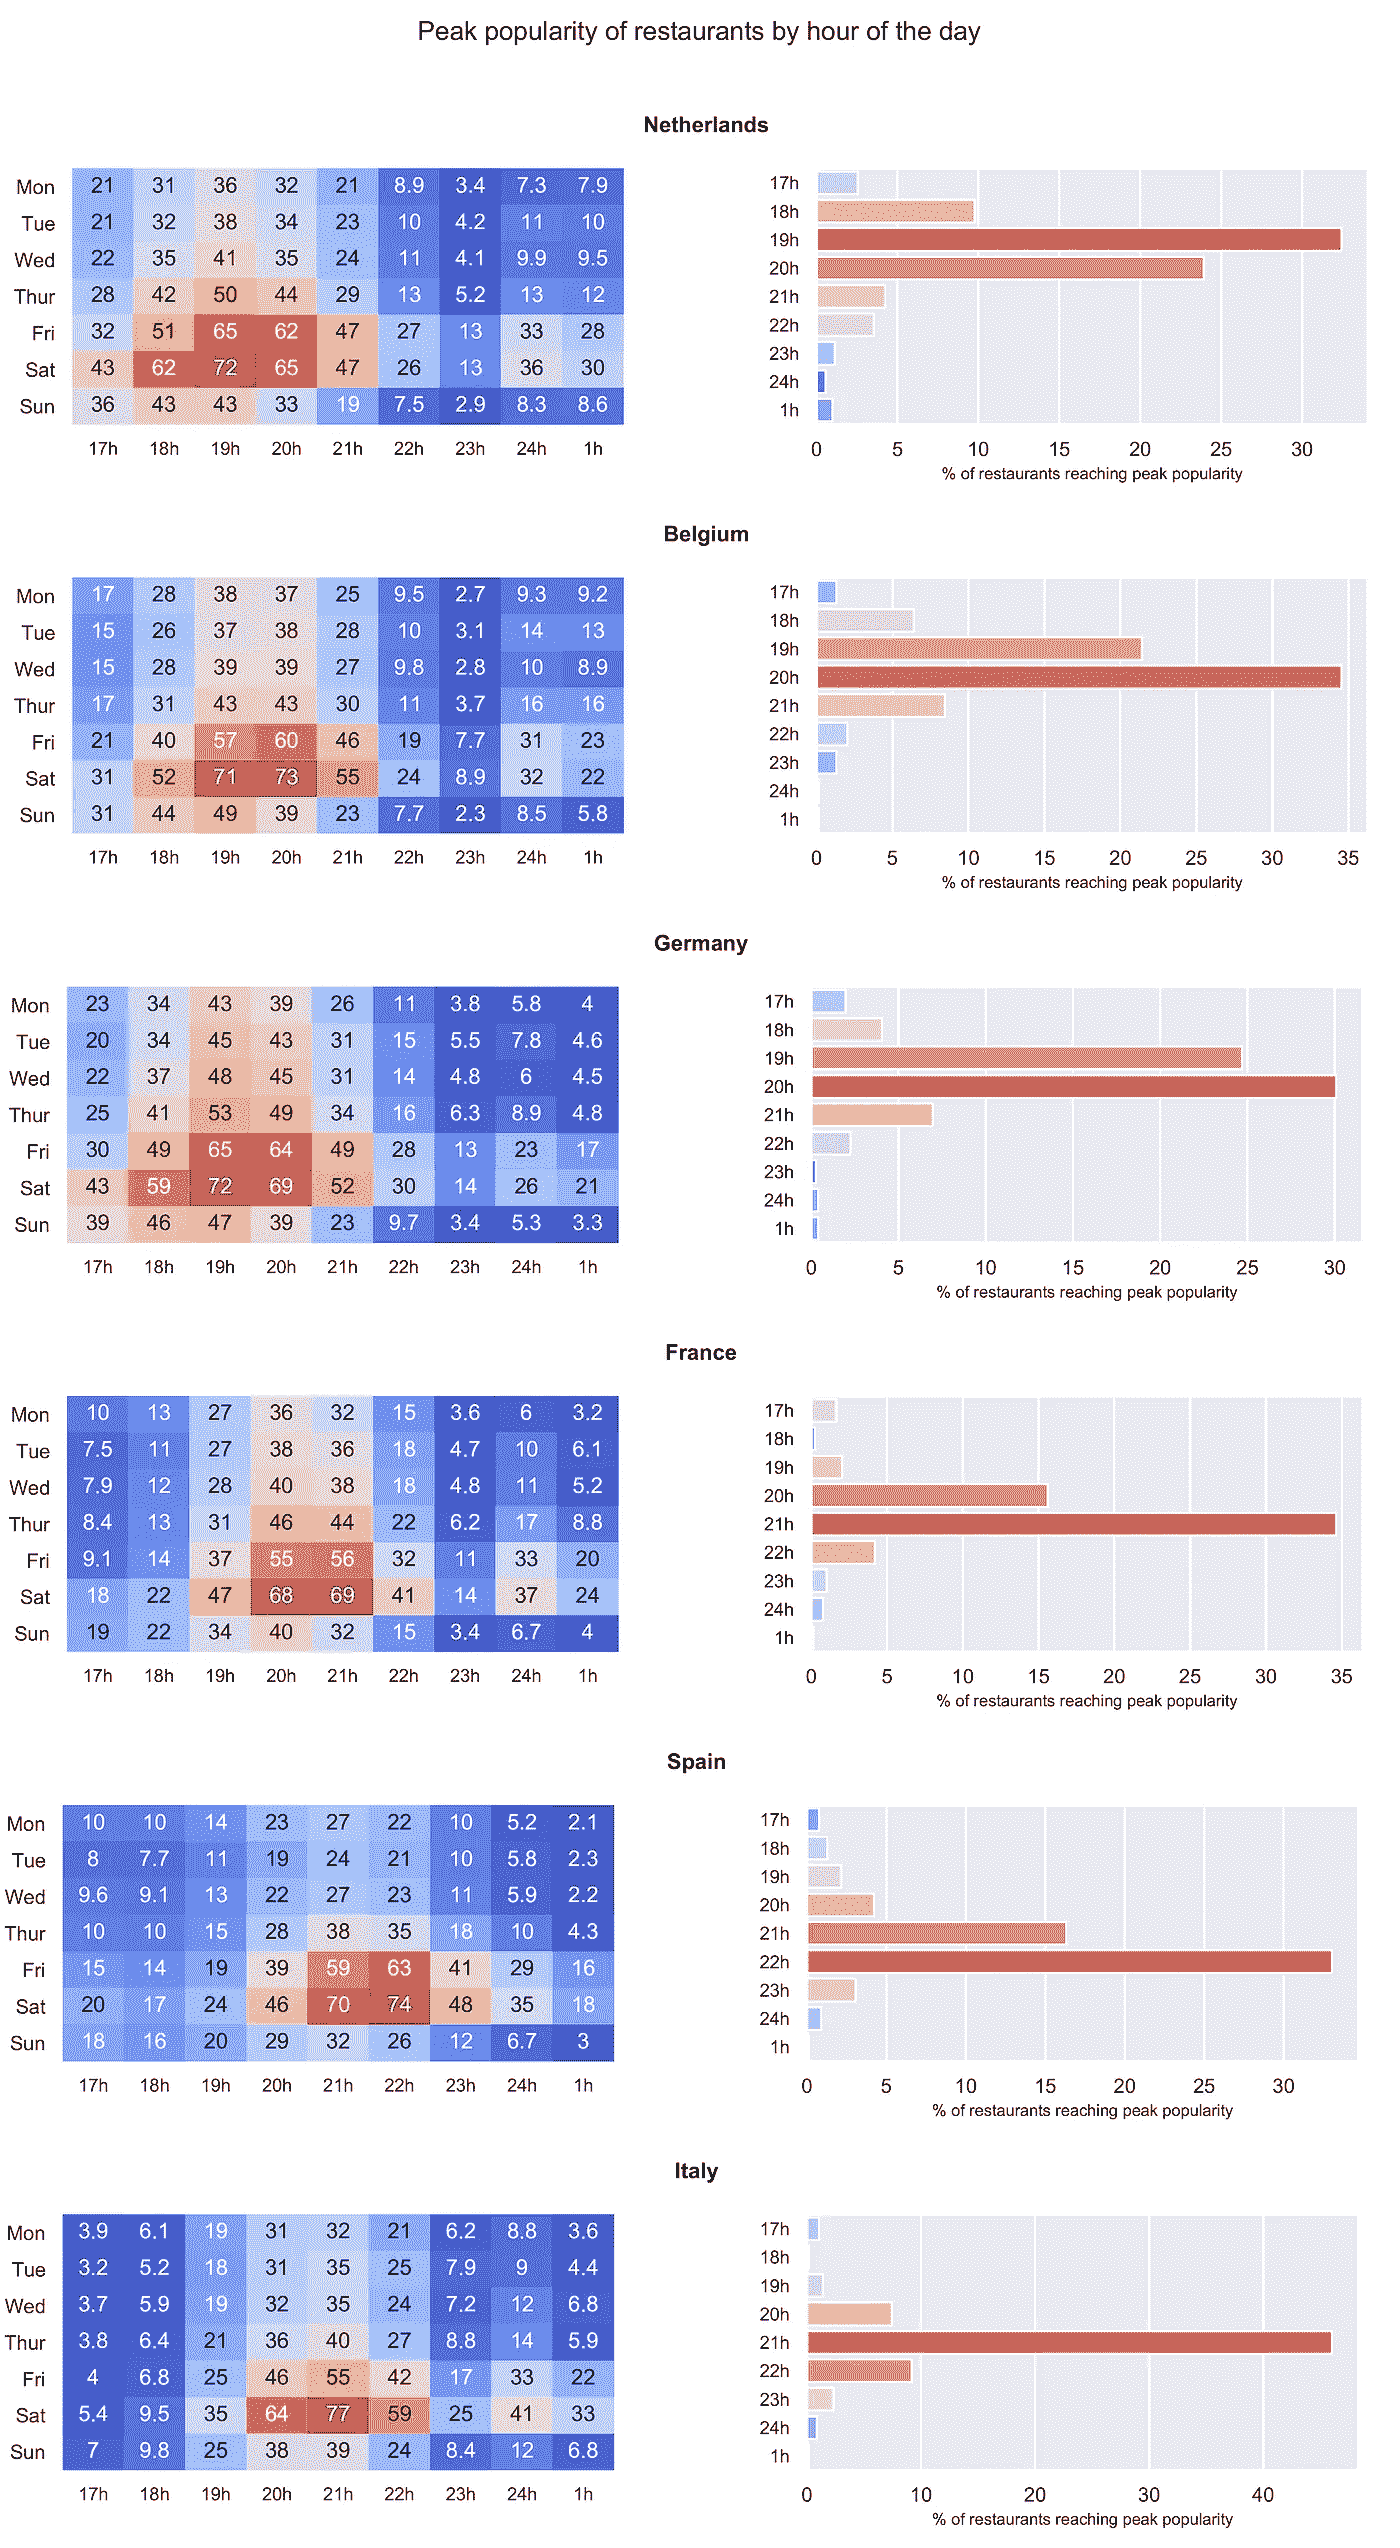 Peak popularity of restaurants by hour of the day
Netherlands
Mon 21 31 36 32 21 8.9 3.4 7.3 7.9
Tue 21 32 38 34 23 10 4.2 11 10
Wed 22 35 41 35 24 11 4.1 9.9 9.5
Thur 28 42 50 44 29 13 5.2 13 12
Fri 32 51 65 62 47 27 13 33 28
Sat 43 62 72 65 47 26 13 36 30
Sun 36 43 43 33 19 7.5 2.9 8.3 8.6
17h 18h 19h 20h 21h 22h 23h 24h 1h
17h
18h
19h
20h
21h
22h
23h
24h
1h
0 5 10 15 20 25 30
% of restaurants reaching peak popularity
Belgium
Mon 17 28 38 37 25 9.5 2.7 9.3 9.2
Tue 15 26 37 38 28 10 3.1 14 13
Wed 15 28 39 39 27 9.8 2.8 10 8.9
Thur 17 31 43 43 30 11 3.7 16 16
Fri 21 40 57 60 46 19 7.7 31 23
Sat 31 52 71 73 55 24 8.9 32 22
Sun 31 44 49 39 23 7.7 2.3 8.5 5.8
17h 18h 19h 20h 21h 22h 23h 24h 1h
17h
18h
19h
20h
21h
22h
23h
24h
1h
0 5 10 15 20 25 30 35
% of restaurants reaching peak popularity
Germany
Mon 23 34 43 39 26 11 3.8 5.8 4
Tue 20 34 45 43 31 15 5.5 7.8 4.6
Wed 22 37 48 45 31 14 4.8 6 4.5
Thur 25 41 53 49 34 16 6.3 8.9 4.8
Fri 30 49 65 64 49 28 13 23 17
Sat 43 59 72 69 52 30 14 26 21
Sun 39 46 47 39 23 9.7 3.4 5.3 3.3
17h 18h 19h 20h 21h 22h 23h 24h 1h
17h
18h
19h
20h
21h
22h
23h
24h
1h
0 5 10 15 20 25 30
% of restaurants reaching peak popularity
France
Mon 10 13 27 36 32 15 3.6 6 3.2
Tue 7.5 11 27 38 36 18 4.7 10 6.1
Wed 7.9 12 28 40 38 18 4.8 11 5.2
Thur 8.4 13 31 46 44 22 6.2 17 8.8
Fri 9.1 14 37 55 56 32 11 33 20
Sat 18 22 47 68 69 41 14 37 24
Sun 19 22 34 40 32 15 3.4 6.7 4
17h 18h 19h 20h 21h 22h 23h 24h 1h
17h
18h
19h
20h
21h
22h
23h
24h
1h
0 5 10 15 20 25 30 35
% of restaurants reaching peak popularity
Spain
Mon 10 10 14 23 27 22 10 5.2 2.1
Tue 8 7.7 11 19 24 21 10 5.8 2.3
Wed 9.6 9.1 13 22 27 23 11 5.9 2.2
Thur 10 10 15 28 38 35 18 10 4.3
Fri 15 14 19 39 59 63 41 29 16
Sat 20 17 24 46 70 74 48 35 18
Sun 18 16 20 29 32 26 12 6.7 3
17h 18h 19h 20h 21h 22h 23h 24h 1h
17h
18h
19h
20h
21h
22h
23h
24h
1h
0 5 10 15 20 25 30
% of restaurants reaching peak popularity
Italy
Mon 3.9 6.1 19 31 32 21 6.2 8.8 3.6
Tue 3.2 5.2 18 31 35 25 7.9 9 4.4
Wed 3.7 5.9 19 32 35 24 7.2 12 6.8
Thur 3.8 6.4 21 36 40 27 8.8 14 5.9
Fri 4 6.8 25 46 55 42 17 33 22
Sat 5.4 9.5 35 64 77 59 25 41 33
Sun 7 9.8 25 38 39 24 8.4 12 6.8
17h 18h 19h 20h 21h 22h 23h 24h 1h
17h
18h
19h
20h
21h
22h
23h
24h
1h
0 10 20 30 40
% of restaurants reaching peak popularity